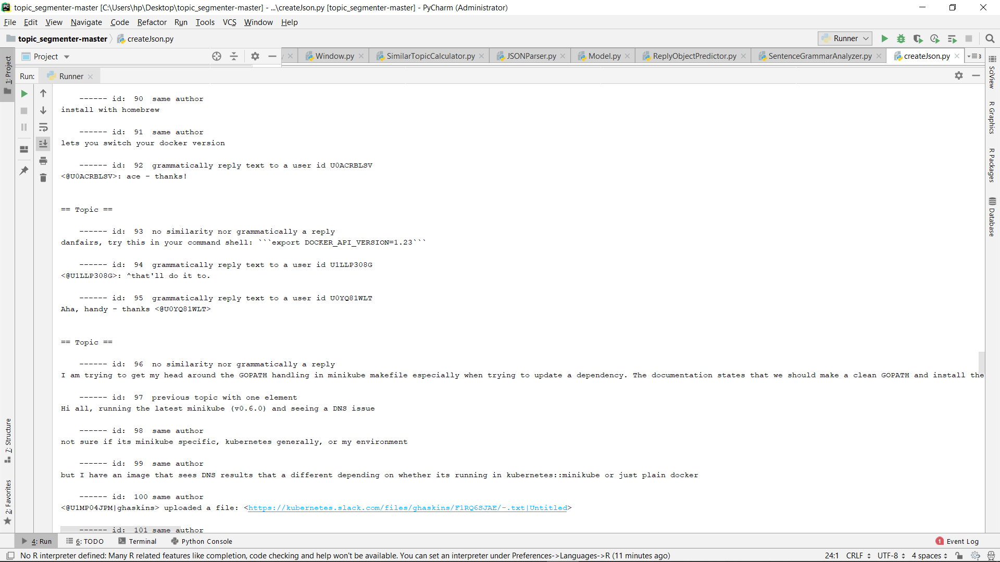 topic_segmenter-master [C:\Users\hp\Desktop\topic_segmenter-master] - ...\createJson.py [topic_segmenter-master] - PyCharm (Administrator)
File Edit View Navigate Code Refactor Run Tools VCS Window Help
topic_segmenter-master createJson.py Runner
Project Window.py SimilarTopicCalculator.py JSONParser.py Model.py ReplyObjectPredictor.py SentenceGrammarAnalyzer.py createJson.py 3
Run: Runner
1: Project
7: Structure
2: Favorites
SciView
R Graphics
R Packages
Database
------ id:  90  same author
install with homebrew
------ id:  91  same author
lets you switch your docker version
------ id:  92  grammatically reply text to a user id U0ACRBLSV
<@U0ACRBLSV>: ace - thanks!
== Topic ==
------ id:  93  no similarity nor grammatically a reply
danfairs, try this in your command shell: ```export DOCKER_API_VERSION=1.23```
------ id:  94  grammatically reply text to a user id U1LLP308G
<@U1LLP308G>: ^that'll do it to.
------ id:  95  grammatically reply text to a user id U0YQ81WLT
Aha, handy - thanks <@U0YQ81WLT>
== Topic ==
------ id:  96  no similarity nor grammatically a reply
I am trying to get my head around the GOPATH handling in minikube makefile especially when trying to update a dependency. The documentation states that we should make a clean GOPATH and install the
------ id:  97  previous topic with one element
Hi all, running the latest minikube (v0.6.0) and seeing a DNS issue
------ id:  98  same author
not sure if its minikube specific, kubernetes generally, or my environment
------ id:  99  same author
but I have an image that sees DNS results that a different depending on whether its running in kubernetes::minikube or just plain docker
------ id:  100 same author
<@U1MP04JPM|ghaskins> uploaded a file: <https://kubernetes.slack.com/files/ghaskins/F1RQ6SJAE/-.txt|Untitled>
------ id:  101 same author
4: Run 6: TODO Terminal Python Console 1 Event Log
No R interpreter defined: Many R related features like completion, code checking and help won't be available. You can set an interpreter under Preferences->Languages->R (11 minutes ago) 24:1 CRLF UTF-8 4 spaces